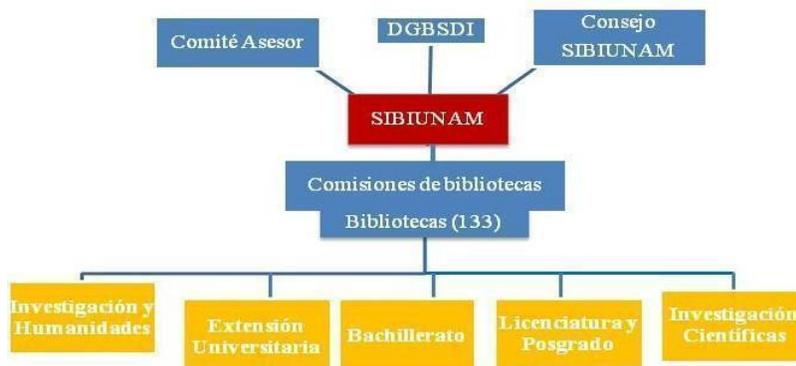 Comité Asesor
DGBSDI
Consejo
SIBIUNAM
SIBIUNAM
Comisiones de bibliotecas
Bibliotecas (133)
Investigación y
Humanidades
Extensión
Universitaria
Bachillerato
Licenciatura y
Posgrado
Investigación
Científicas